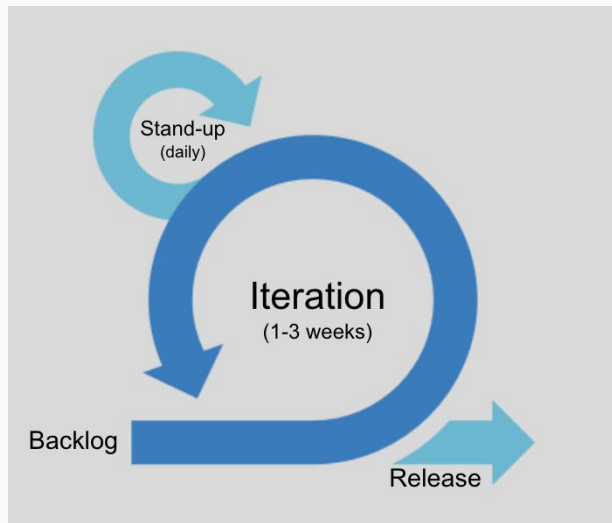 Stand-up
(daily)
Iteration
(1-3 weeks)
Backlog
Release